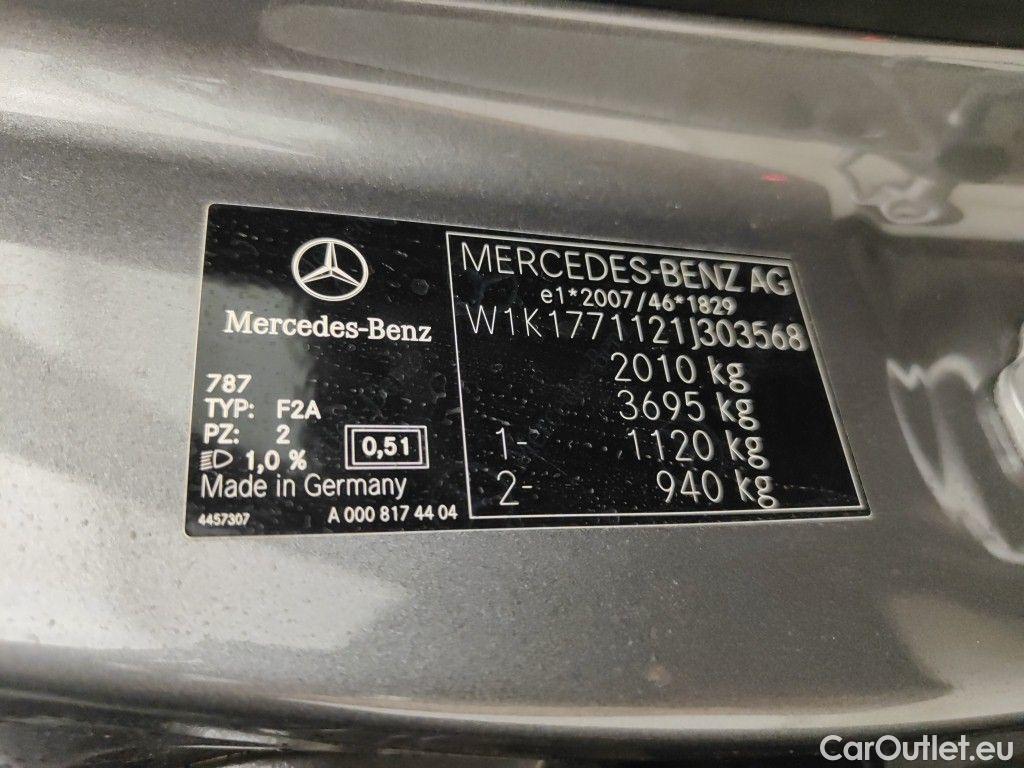 Mercedes-Benz
787
TYP: F2A
PZ: 2
1,0 %
0,51
Made in Germany
4457307
A 000 817 44 04
MERCEDES-BENZ AG
e1*2007/46*1829
W1K1771121J303568
2010 kg
3695 kg
1- 1120 kg
2- 940 kg
CarOutlet.eu